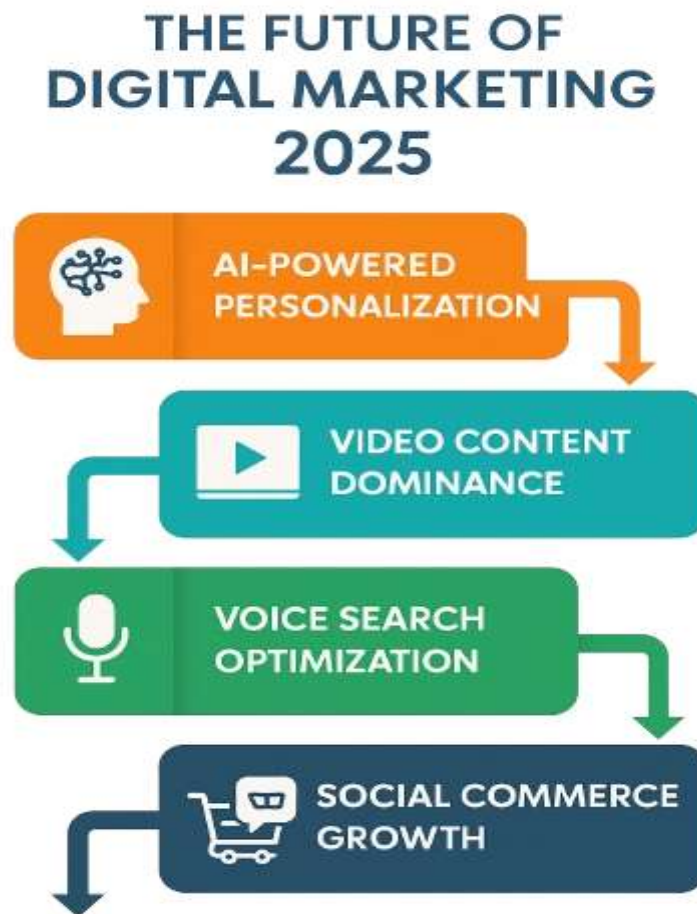 THE FUTURE OF
DIGITAL MARKETING
2025
AI-POWERED
PERSONALIZATION
VIDEO CONTENT
DOMINANCE
VOICE SEARCH
OPTIMIZATION
SOCIAL COMMERCE
GROWTH